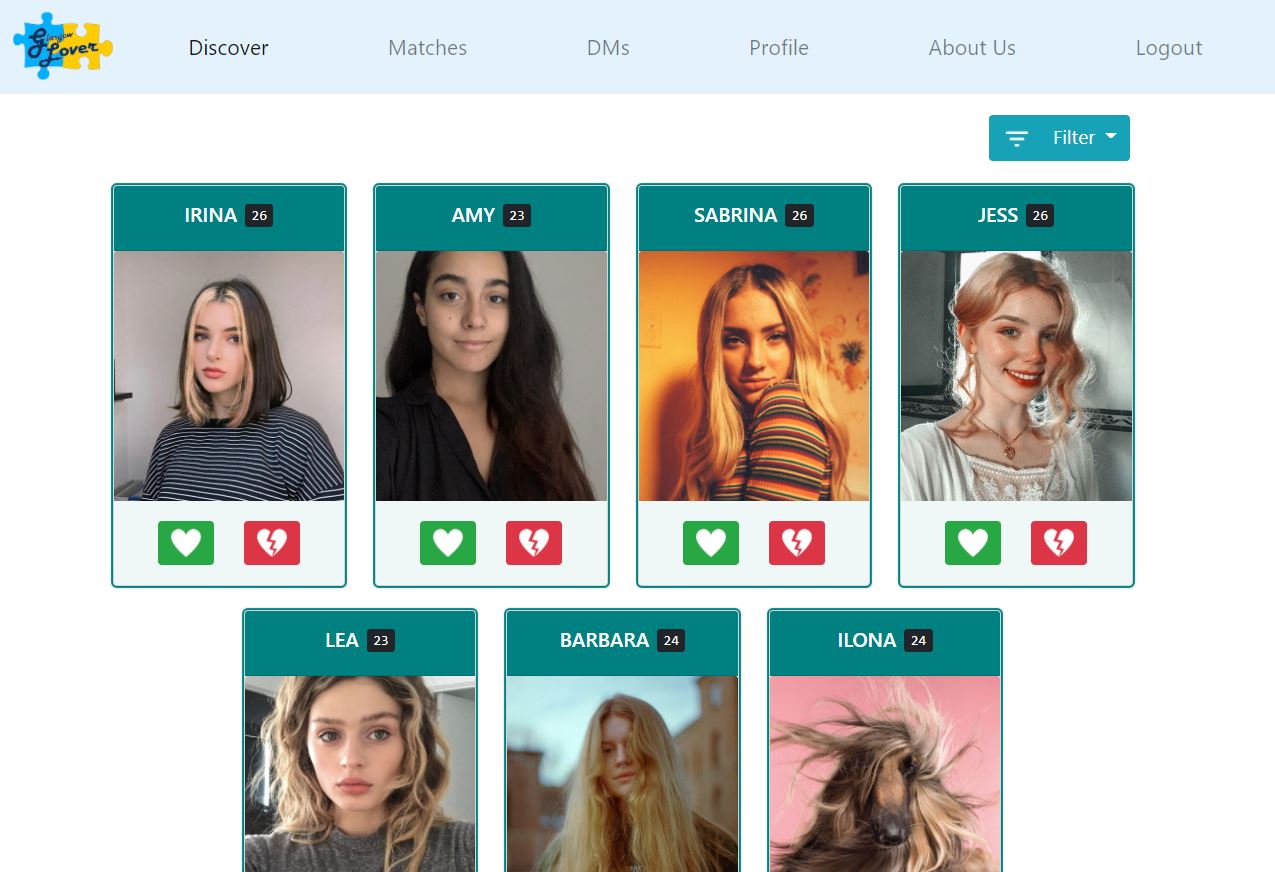 Glasgow
Lover
Discover
Matches
DMs
Profile
About Us
Logout
Filter
IRINA 26
AMY 23
SABRINA 26
JESS 26
LEA 23
BARBARA 24
ILONA 24